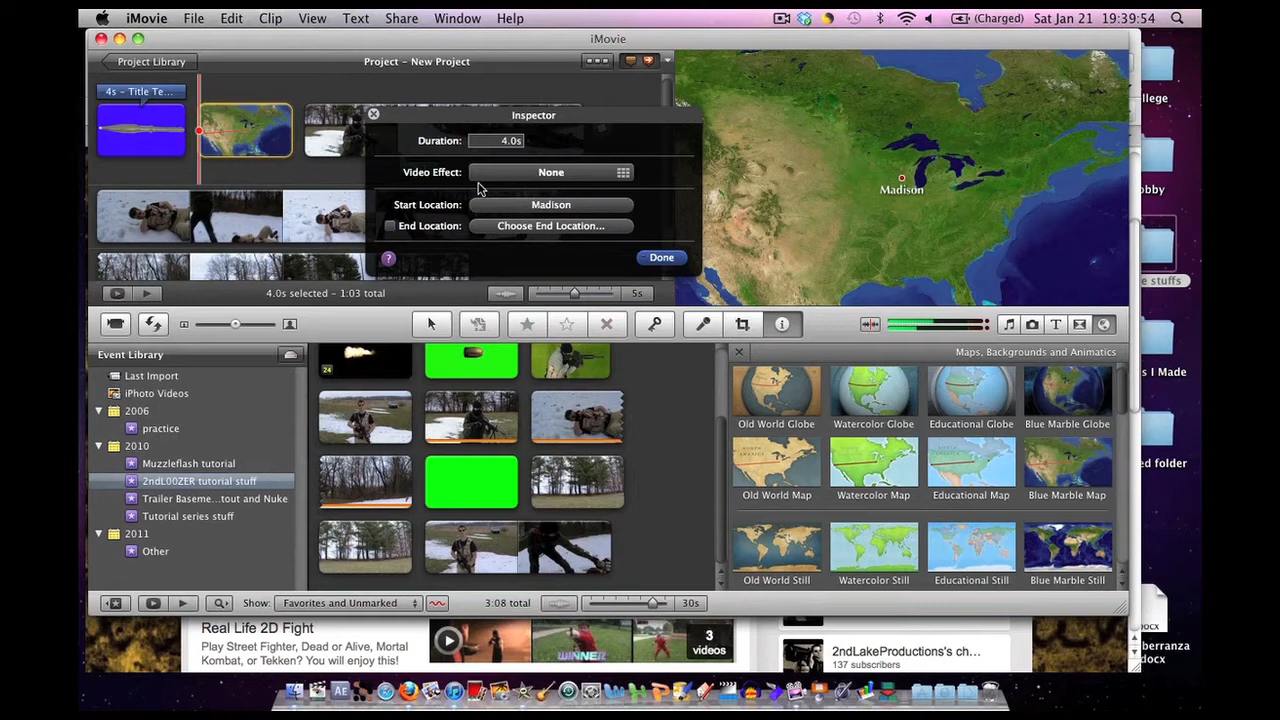 iMovie File Edit Clip View Text Share Window Help
(Charged) Sat Jan 21 19:39:54
iMovie
Project Library
Project – New Project
4s – Title Te...
Inspector
Duration: 4.0s
Video Effect: None
Start Location: Madison
End Location: Choose End Location...
?
Done
Madison
4.0s selected – 1:03 total
5s
llege
obby
e stuffs
s I Made
ed folder
Event Library
Last Import
iPhoto Videos
2006
practice
2010
Muzzleflash tutorial
2ndL00ZER tutorial stuff
Trailer Baseme...tout and Nuke
Tutorial series stuff
2011
Other
24
Maps, Backgrounds and Animatics
Old World Globe Watercolor Globe Educational Globe Blue Marble Globe
Old World Map Watercolor Map Educational Map Blue Marble Map
Old World Still Watercolor Still Educational Still Blue Marble Still
Show: Favorites and Unmarked
3:08 total
30s
Real Life 2D Fight
Play Street Fighter, Dead or Alive, Mortal
Kombat, or Tekken? You will enjoy this!
WINNER
3
videos
2ndLakeProductions's ch...
137 subscribers
berranza
docx